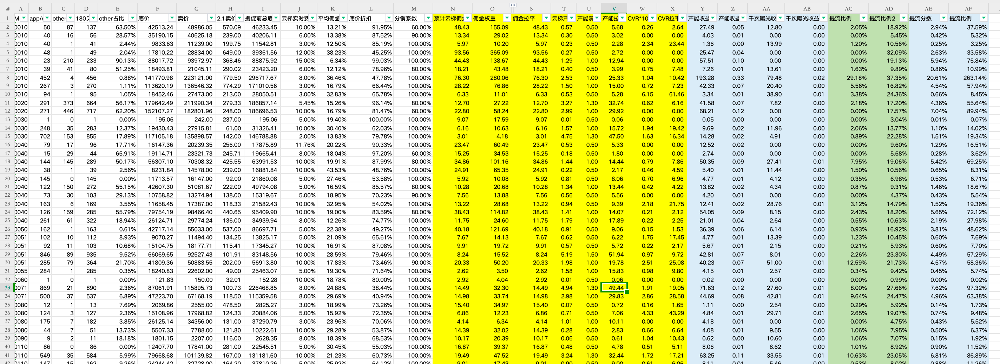 A B C D E F G H I J K L M N O S T U V W X Y Z AA AB AC AD AE AF
1 M app/v other 180天 other占比 底价 卖价 2.1卖价 携促前总底 云梯实时费 平均佣金 底价折扣 分销系数 预计云梯佣金 佣金权重 佣金拉平 云梯产 产能阶 产能拉 CVR*10 CVR拉平 产能收益 产能收益 千次曝光收 千次曝光收益 提流比例 提流比例2 提流分数 提流比例
2 0010 50 87 137 63.50% 42513.24 48986.05 570.09 46233.45 10.00% 13.21% 91.95% 60.00% 48.43 155.09 48.43 0.57 0.50 5.68 0.26 2.64 27.49 0.05 12.80 0.00 2.05% 18.92% 2.94% 37.59%
3 0010 40 16 56 28.57% 35190.15 40625.18 239.00 40206.11 6.00% 13.38% 87.52% 90.00% 13.34 29.02 13.34 0.30 0.50 3.02 0.00 0.00 4.03 0.01 0.00 0.00 0.00% 5.45% 0.42% 5.32%
4 0010 40 1 41 2.44% 9833.63 11239.00 199.75 11542.81 3.00% 12.50% 85.19% 100.00% 5.97 10.20 5.97 0.23 0.50 2.28 2.34 23.44 1.36 0.00 13.99 0.00 1.20% 10.56% 0.25% 3.25%
5 0010 48 1 49 2.04% 17810.22 28834.00 649.00 39361.56 12.00% 38.23% 45.25% 100.00% 93.56 365.09 93.56 0.27 0.50 2.72 0.00 0.00 25.47 0.04 0.00 0.00 0.00% 32.09% 2.63% 33.58%
6 0010 23 210 233 90.13% 88017.72 93972.97 368.46 88875.92 15.00% 6.34% 99.03% 100.00% 44.43 138.67 44.43 1.29 1.00 12.94 0.00 0.00 57.51 0.10 0.00 0.00 0.00% 19.13% 5.94% 75.84%
7 0010 39 41 80 51.25% 18493.81 21045.11 290.02 23423.20 6.00% 12.12% 78.96% 80.00% 18.21 43.48 18.21 0.40 0.50 3.99 0.75 7.48 7.26 0.01 13.61 0.00 1.63% 9.89% 0.86% 10.99%
8 0010 452 4 456 0.88% 141770.98 223121.00 779.50 296717.67 8.00% 36.46% 47.78% 100.00% 76.30 280.06 76.30 2.53 1.00 25.33 1.04 10.42 193.28 0.33 79.48 0.02 29.18% 37.35% 20.61% 263.14%
9 0010 267 3 270 1.11% 113620.19 136546.32 774.29 171010.56 3.00% 16.79% 66.44% 100.00% 28.22 76.86 28.22 1.50 1.00 15.00 0.72 7.23 42.33 0.07 20.40 0.00 5.56% 16.82% 4.54% 57.94%
10 0010 94 1 95 1.05% 18452.46 27473.00 213.00 28050.51 3.00% 32.83% 65.78% 100.00% 6.33 11.01 6.33 0.53 0.50 5.28 6.15 61.46 3.34 0.01 38.90 0.01 3.38% 24.36% 0.66% 8.45%
11 0020 291 373 664 56.17% 179642.49 211990.34 279.33 186857.14 5.45% 15.26% 96.14% 80.00% 12.70 27.22 12.70 3.27 1.30 32.74 0.62 6.16 41.58 0.07 7.82 0.00 2.18% 17.20% 4.36% 55.64%
12 0020 271 446 717 62.20% 152107.27 182801.96 248.00 186696.53 10.00% 16.79% 81.47% 60.00% 22.80 58.24 22.80 2.99 1.00 29.92 0.00 0.00 68.21 0.12 0.00 0.00 0.00% 17.57% 7.04% 89.94%
13 0030 1 0 1 0.00% 195.06 242.00 237.00 195.06 5.00% 19.40% 100.00% 100.00% 9.07 17.59 9.07 0.01 0.50 0.06 0.00 0.00 0.05 0.00 0.00 0.00 0.00% 3.04% 0.01% 0.07%
14 0030 248 35 283 12.37% 19430.43 27915.81 61.00 31326.41 10.00% 30.40% 62.03% 100.00% 6.16 10.63 6.16 1.57 1.00 15.72 1.94 19.42 9.69 0.02 11.96 0.00 2.06% 13.77% 1.10% 14.02%
15 0030 702 153 855 17.89% 117105.18 135898.57 142.00 146788.88 2.00% 13.83% 79.78% 100.00% 3.01 4.18 3.01 4.75 1.30 47.50 1.63 16.34 14.28 0.02 4.91 0.00 0.89% 22.28% 1.51% 19.34%
16 0040 79 17 96 17.71% 16147.36 20239.35 256.00 17875.89 11.76% 20.22% 90.33% 100.00% 23.47 60.49 23.47 0.53 0.50 5.33 0.00 0.00 12.52 0.02 0.00 0.00 0.00% 9.60% 1.29% 16.51%
17 0040 15 29 44 65.91% 19114.71 23321.73 245.71 19665.41 8.00% 18.04% 97.20% 60.00% 15.25 34.53 15.25 0.18 0.50 1.80 0.00 0.00 2.74 0.00 0.00 0.00 0.00% 5.68% 0.28% 3.62%
18 0040 144 145 289 50.17% 56307.10 70308.32 425.55 63991.53 10.00% 19.91% 87.99% 80.00% 34.86 101.16 34.86 1.44 1.00 14.44 0.79 7.86 50.35 0.09 27.41 0.01 7.95% 19.06% 5.42% 69.25%
19 0040 38 1 39 2.56% 8231.84 14578.00 239.00 16881.84 10.00% 43.53% 48.76% 100.00% 24.91 65.35 24.91 0.22 0.50 2.17 0.46 4.59 5.40 0.01 11.44 0.00 1.50% 10.56% 0.65% 8.31%
20 0040 145 0 145 0.00% 11713.57 16147.00 92.00 21860.08 5.00% 27.46% 53.58% 100.00% 5.92 10.08 5.92 0.81 0.50 8.06 0.70 6.96 4.77 0.01 4.12 0.00 0.35% 6.98% 0.53% 6.71%
21 0040 122 150 272 55.15% 42607.30 51081.67 222.00 49794.08 5.00% 16.59% 85.57% 80.00% 10.28 20.68 10.28 1.34 1.00 13.44 0.42 4.22 13.82 0.02 4.34 0.00 0.87% 9.31% 1.46% 18.67%
22 0040 73 30 103 29.13% 10758.82 13274.94 138.00 15319.67 5.00% 18.95% 70.23% 90.00% 7.56 13.88 7.56 0.56 0.50 5.56 0.00 0.00 4.20 0.01 0.00 0.00 0.00% 4.37% 0.43% 5.54%
23 0040 163 6 169 3.55% 11658.45 17387.00 118.33 21582.43 10.00% 32.95% 54.02% 100.00% 13.22 28.68 13.22 0.94 0.50 9.39 2.18 21.75 12.41 0.02 28.76 0.01 3.12% 14.79% 1.52% 19.36%
24 0040 126 159 285 55.79% 79754.19 98466.40 440.65 95409.90 10.00% 19.00% 83.59% 80.00% 38.43 114.82 38.43 1.41 1.00 14.07 0.21 2.12 54.05 0.09 8.15 0.00 2.43% 18.20% 5.65% 72.12%
25 0040 261 61 322 18.94% 26124.71 29774.24 136.00 34939.94 8.00% 12.26% 74.77% 100.00% 11.75 24.60 11.75 1.79 1.00 17.89 0.22 2.25 21.01 0.04 2.64 0.00 0.55% 10.63% 2.19% 27.98%
26 0050 162 1 163 0.61% 42717.14 55033.00 537.00 86697.71 5.00% 22.38% 49.27% 100.00% 40.18 121.69 40.18 0.91 0.50 9.06 0.15 1.53 36.39 0.06 6.14 0.00 0.93% 16.92% 3.81% 48.62%
27 0051 102 10 112 8.93% 9070.27 11494.40 134.25 13825.17 5.00% 21.09% 65.61% 100.00% 7.67 14.13 7.67 0.62 0.50 6.22 1.75 17.45 4.77 0.01 13.39 0.00 1.23% 10.45% 0.60% 7.69%
28 0051 92 11 103 10.68% 15104.75 18177.71 115.41 17345.27 10.00% 16.91% 87.08% 100.00% 9.91 19.72 9.91 0.57 0.50 5.72 0.22 2.17 5.67 0.01 2.15 0.00 0.21% 5.93% 0.60% 7.70%
29 0051 846 89 935 9.52% 66069.65 92527.43 101.91 83148.56 10.00% 28.59% 79.46% 100.00% 8.24 15.52 8.24 5.19 1.50 51.94 0.97 9.72 42.81 0.07 8.01 0.00 2.26% 23.30% 4.49% 57.29%
30 0051 285 79 364 21.70% 41809.36 50883.55 202.00 56913.80 10.00% 17.83% 73.46% 90.00% 20.33 50.20 20.33 1.98 1.00 19.78 2.51 25.08 40.23 0.07 51.00 0.01 12.59% 21.73% 4.57% 58.36%
31 0055 284 1 285 0.35% 18240.83 22602.00 49.00 25463.07 5.00% 19.30% 71.64% 100.00% 2.62 3.50 2.62 1.58 1.00 15.83 0.98 9.80 4.15 0.01 2.57 0.00 0.34% 9.42% 0.45% 5.74%
32 0060 1 0 1 0.00% 121.83 150.00 32.01 152.28 10.00% 18.78% 80.00% 100.00% 2.92 4.04 2.92 0.01 0.50 0.06 0.00 0.00 0.02 0.00 0.00 0.00 0.00% 0.99% 0.00% 0.02%
33 0071 869 21 890 2.36% 87061.91 115895.73 100.73 226468.85 8.00% 24.88% 38.44% 100.00% 14.49 32.30 14.49 4.94 1.30 49.44 1.91 19.05 71.63 0.12 27.60 0.01 8.00% 27.66% 7.62% 97.32%
34 0071 500 37 537 6.89% 47223.70 67168.19 118.50 115359.58 8.00% 29.69% 40.94% 100.00% 14.98 33.74 14.98 2.98 1.00 29.83 2.86 28.58 44.69 0.08 42.81 0.01 9.64% 24.47% 4.96% 63.38%
35 0080 12 1 13 7.69% 2069.86 2555.00 478.50 2825.27 3.00% 18.99% 73.26% 100.00% 15.40 34.97 15.40 0.07 0.50 0.72 0.16 1.65 1.11 0.00 2.54 0.00 0.29% 5.92% 0.14% 1.73%
36 0080 124 3 127 2.36% 15108.96 17968.82 124.33 20884.06 5.00% 15.92% 72.35% 100.00% 6.86 12.23 6.86 0.71 0.50 7.06 4.33 43.29 4.84 0.01 29.71 0.01 2.65% 19.07% 0.74% 9.48%
37 0080 175 7 182 3.85% 26125.14 34356.00 131.00 37290.79 3.00% 23.96% 70.06% 100.00% 4.14 6.34 4.14 1.01 1.00 10.11 0.00 0.00 4.18 0.01 0.00 0.00 0.00% 4.75% 0.43% 5.52%
38 0080 44 7 51 13.73% 5507.33 7788.00 121.80 10222.61 10.00% 29.28% 53.87% 100.00% 14.39 32.02 14.39 0.28 0.50 2.83 0.66 6.64 4.08 0.01 9.55 0.00 1.06% 7.95% 0.50% 6.37%
39 0090 9 2 11 18.18% 1801.15 2207.00 116.00 2628.35 8.00% 18.39% 68.53% 100.00% 10.17 20.39 10.17 0.06 0.50 0.61 1.04 10.43 0.62 0.00 10.60 0.00 1.06% 7.07% 0.15% 1.92%
40 0110 86 0 86 0.00% 12407.70 17841.00 281.00 22545.51 5.00% 30.45% 55.03% 100.00% 16.87 39.37 16.87 0.48 0.50 4.78 0.51 5.11 8.06 0.01 8.62 0.00 1.01% 8.92% 0.90% 11.52%
41 0110 549 35 584 5.99% 79668.68 101139.82 167.00 131181.60 10.00% 21.23% 60.73% 100.00% 19.49 47.52 19.49 3.24 1.30 32.44 1.72 17.21 63.25 0.11 33.55 0.01 10.63% 23.05% 6.81% 86.89%